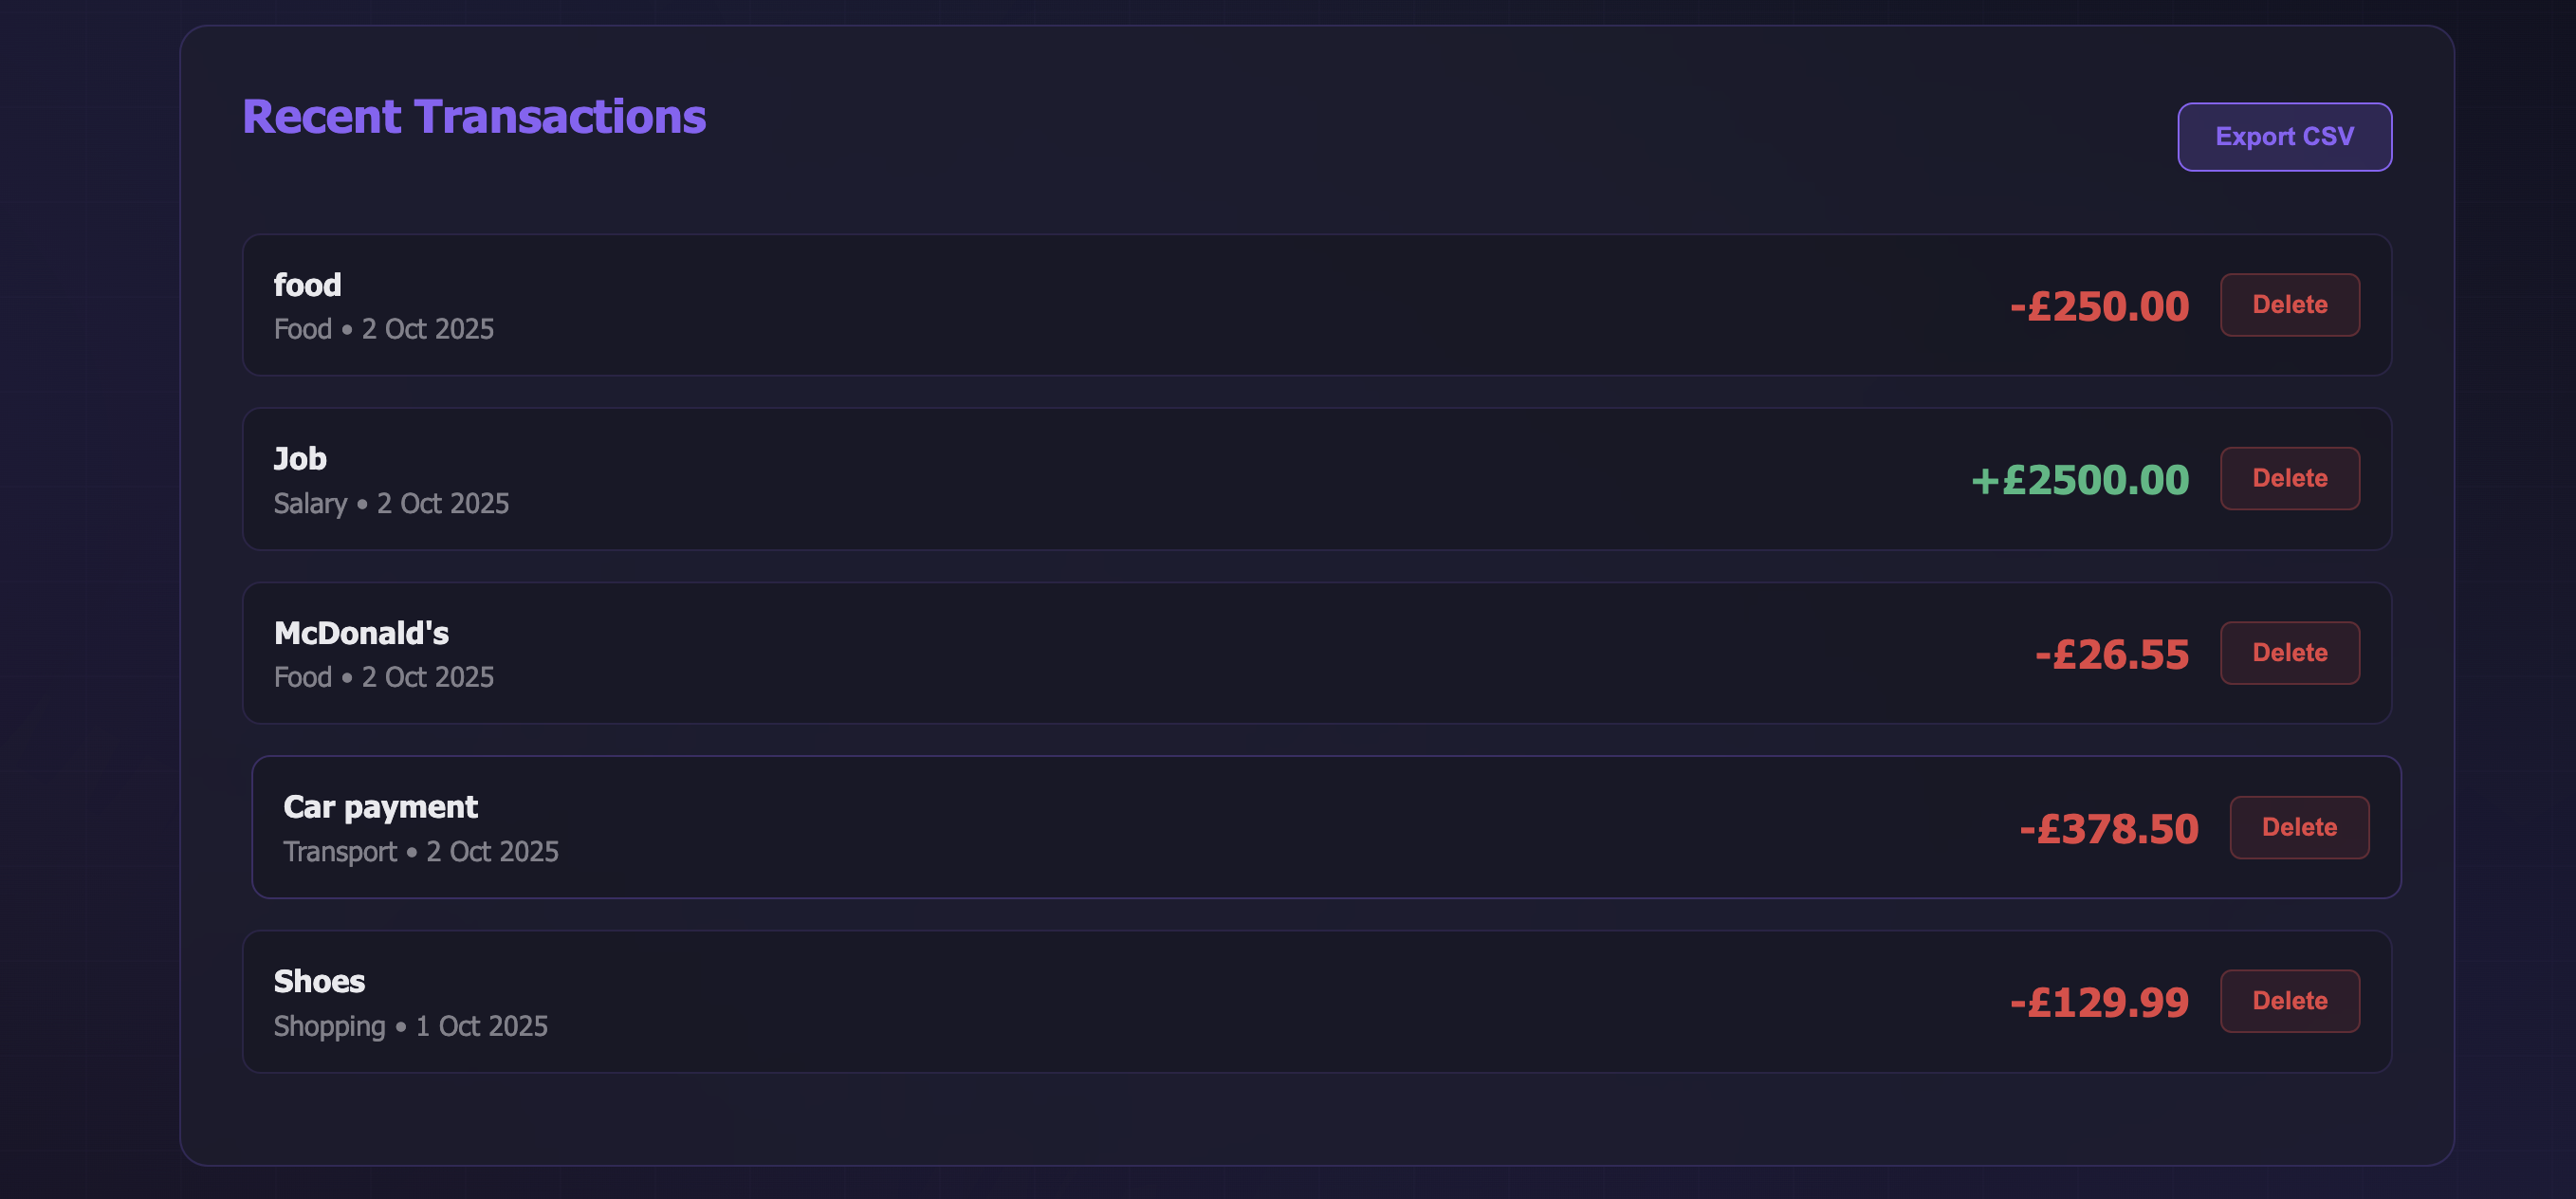 Recent Transactions
Export CSV
food
Food • 2 Oct 2025
-£250.00
Delete
Job
Salary • 2 Oct 2025
+£2500.00
Delete
McDonald's
Food • 2 Oct 2025
-£26.55
Delete
Car payment
Transport • 2 Oct 2025
-£378.50
Delete
Shoes
Shopping • 1 Oct 2025
-£129.99
Delete